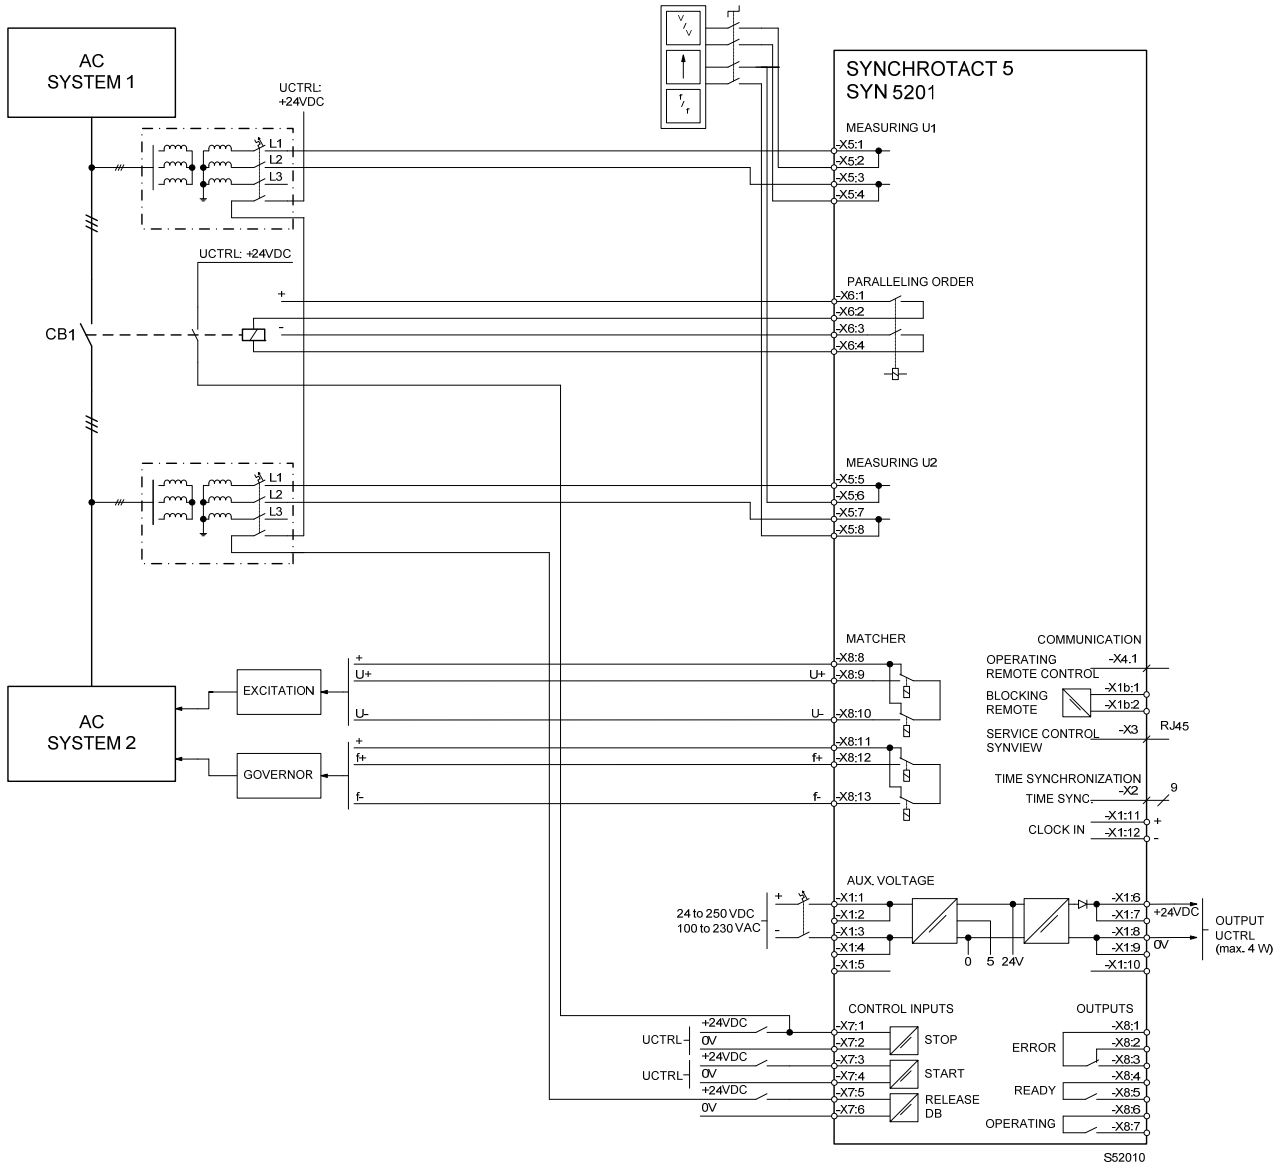 AC
SYSTEM 1
UCTRL:
+24VDC
V/V
f/f
SYNCHROTACT 5
SYN 5201
MEASURING U1
L1
L2
L3
-X5:1
-X5:2
-X5:3
-X5:4
UCTRL: +24VDC
PARALLELING ORDER
+
-
-X6:1
-X6:2
-X6:3
-X6:4
CB1
MEASURING U2
L1
L2
L3
-X5:5
-X5:6
-X5:7
-X5:8
MATCHER
+
U+
U-
U+
U-
-X8:8
-X8:9
-X8:10
EXCITATION
AC
SYSTEM 2
GOVERNOR
+
f+
f-
f+
f-
-X8:11
-X8:12
-X8:13
COMMUNICATION
OPERATING
REMOTE CONTROL
-X4.1
BLOCKING
REMOTE
-X1b:1
-X1b:2
SERVICE CONTROL
SYNVIEW
-X3
RJ45
TIME SYNCHRONIZATION
TIME SYNC.
-X2
9
CLOCK IN
-X1:11
+
-X1:12
-
AUX. VOLTAGE
24 to 250 VDC
100 to 230 VAC
+
-
-X1:1
-X1:2
-X1:3
-X1:4
-X1:5
0
5
24V
-X1:6
-X1:7
-X1:8
-X1:9
-X1:10
+24VDC
0V
OUTPUT
UCTRL
(max. 4 W)
CONTROL INPUTS
UCTRL
+24VDC
0V
-X7:1
-X7:2
STOP
UCTRL
+24VDC
0V
-X7:3
-X7:4
START
+24VDC
0V
-X7:5
-X7:6
RELEASE
DB
OUTPUTS
ERROR
-X8:1
-X8:2
-X8:3
READY
-X8:4
-X8:5
OPERATING
-X8:6
-X8:7
S52010